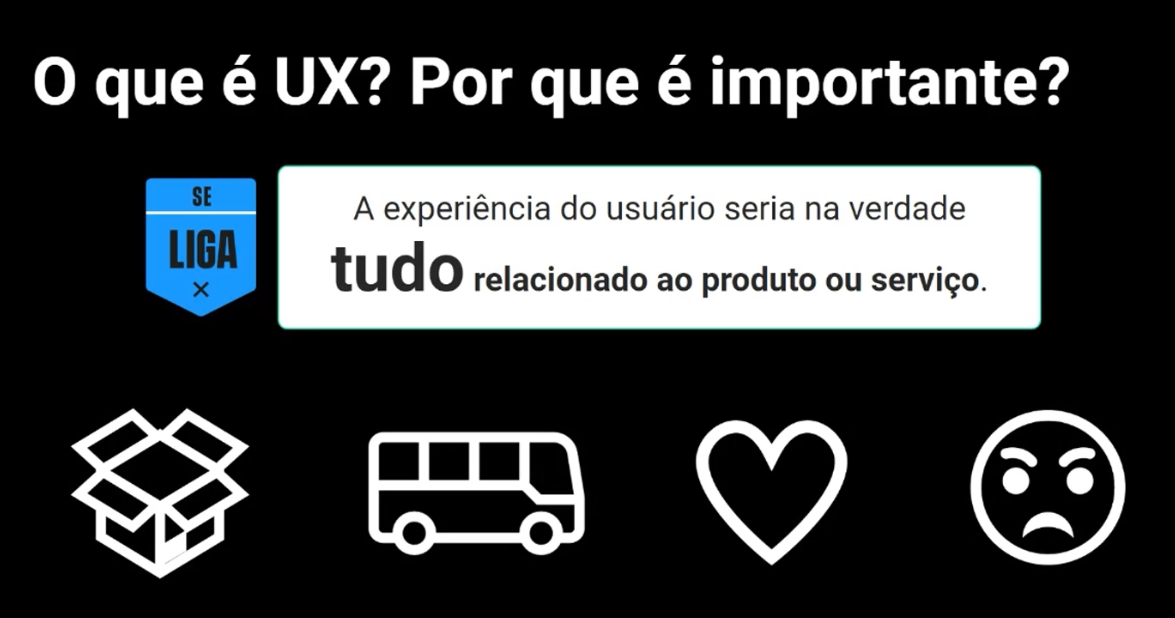 O que é UX? Por que é importante?
SE
LIGA
A experiência do usuário seria na verdade
tudo relacionado ao produto ou serviço.